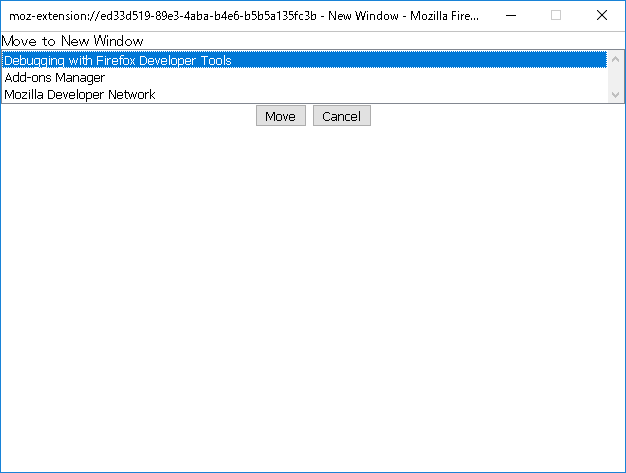 moz-extension://ed33d519-89e3-4aba-b4e6-b5b5a135fc3b - New Window - Mozilla Fire...
Move to New Window
Debugging with Firefox Developer Tools
Add-ons Manager
Mozilla Developer Network
Move Cancel